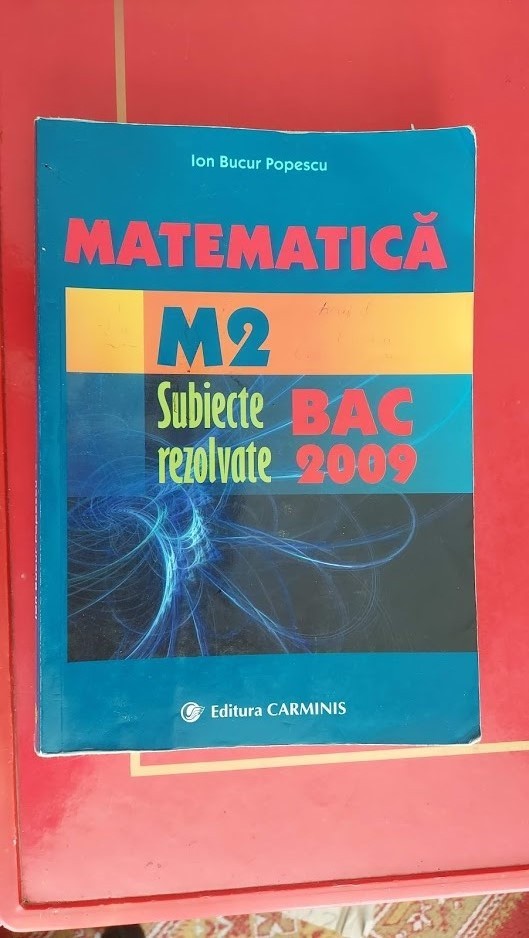 Ion Bucur Popescu
MATEMATICĂ
M2
Subiecte
rezolvate
BAC
2009
Editura CARMINIS